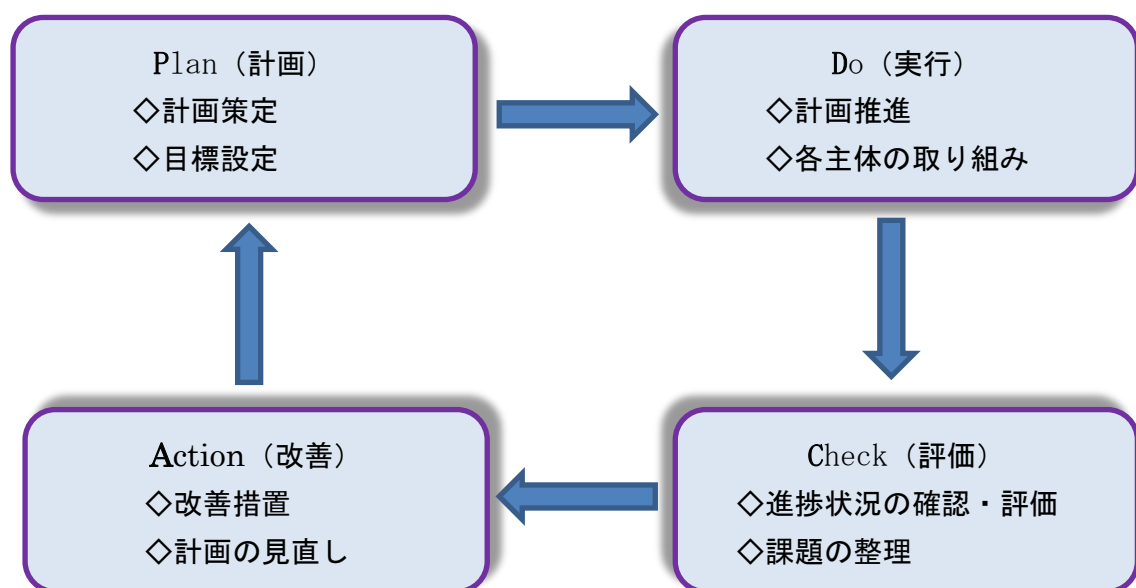 Plan（計画）
◇計画策定
◇目標設定
Do（実行）
◇計画推進
◇各主体の取り組み
Action（改善）
◇改善措置
◇計画の見直し
Check（評価）
◇進捗状況の確認・評価
◇課題の整理